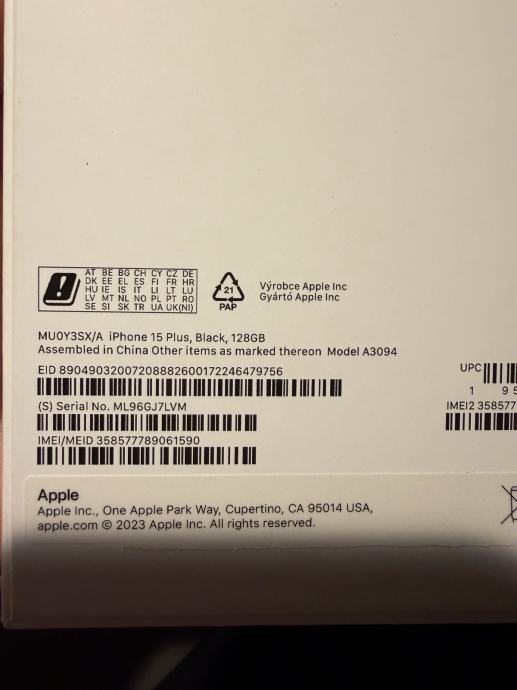 AT BE BG CH CY CZ DE
DK EE EL ES FI FR HR
HU IE IS IT LI LT LU
LV MT NL NO PL PT RO
SE SI SK TR UA UK(NI)
21
PAP
Výrobce Apple Inc
Gyártó Apple Inc
MU0Y3SX/A iPhone 15 Plus, Black, 128GB
Assembled in China Other items as marked thereon Model A3094
EID 89049032007208882600172246479756
UPC
1 95
(S) Serial No. ML96GJ7LVM
IMEI2 358577
IMEI/MEID 358577789061590
Apple
Apple Inc., One Apple Park Way, Cupertino, CA 95014 USA,
apple.com © 2023 Apple Inc. All rights reserved.